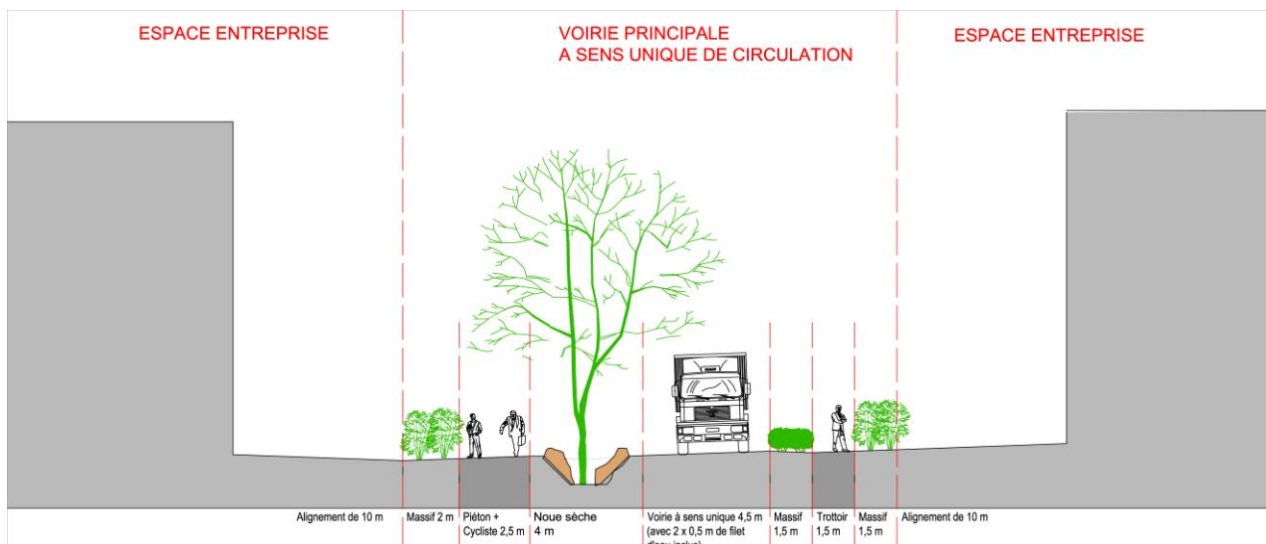 ESPACE ENTREPRISE
VOIRIE PRINCIPALE
A SENS UNIQUE DE CIRCULATION
ESPACE ENTREPRISE
Alignement de 10 m
Massif 2 m
Piéton +
Cycliste 2,5 m
Noue sèche
4 m
Voirie à sens unique 4,5 m
(avec 2 x 0,5 m de filet
d'eau inclus)
Massif
1,5 m
Trottoir
1,5 m
Massif
1,5 m
Alignement de 10 m